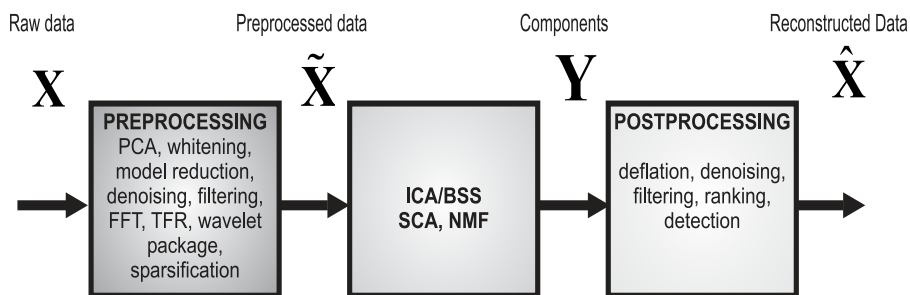 Raw data
Preprocessed data
Components
Reconstructed Data
X
X̃
Y
X̂
PREPROCESSING
PCA, whitening,
model reduction,
denoising, filtering,
FFT, TFR, wavelet
package,
sparsification
ICA/BSS
SCA, NMF
POSTPROCESSING
deflation, denoising,
filtering, ranking,
detection